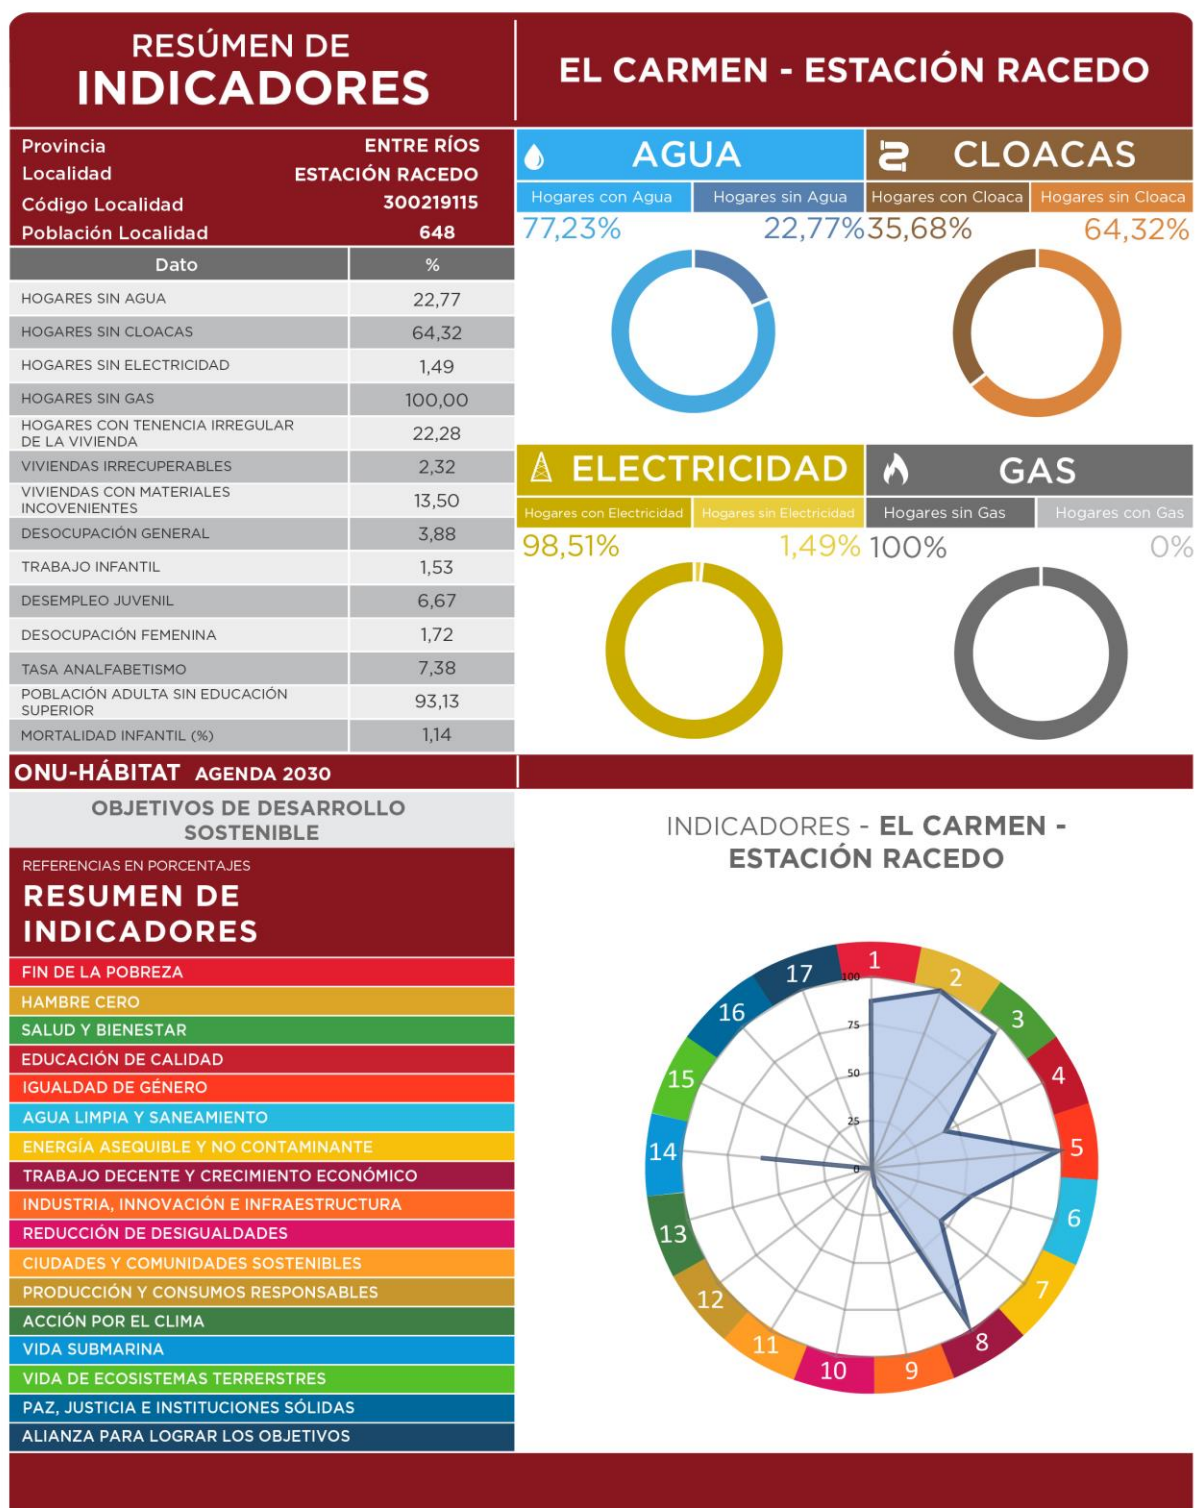 RESÚMEN DE
INDICADORES
EL CARMEN - ESTACIÓN RACEDO
Provincia ENTRE RÍOS
Localidad ESTACIÓN RACEDO
Código Localidad 300219115
Población Localidad 648
Dato %
HOGARES SIN AGUA 22,77
HOGARES SIN CLOACAS 64,32
HOGARES SIN ELECTRICIDAD 1,49
HOGARES SIN GAS 100,00
HOGARES CON TENENCIA IRREGULAR
DE LA VIVIENDA 22,28
VIVIENDAS IRRECUPERABLES 2,32
VIVIENDAS CON MATERIALES
INCOVENIENTES 13,50
DESOCUPACIÓN GENERAL 3,88
TRABAJO INFANTIL 1,53
DESEMPLEO JUVENIL 6,67
DESOCUPACIÓN FEMENINA 1,72
TASA ANALFABETISMO 7,38
POBLACIÓN ADULTA SIN EDUCACIÓN
SUPERIOR 93,13
MORTALIDAD INFANTIL (%) 1,14
AGUA
Hogares con Agua Hogares sin Agua
77,23% 22,77%
CLOACAS
Hogares con Cloaca Hogares sin Cloaca
35,68% 64,32%
ELECTRICIDAD
Hogares con Electricidad Hogares sin Electricidad
98,51% 1,49%
GAS
Hogares sin Gas Hogares con Gas
100% 0%
ONU-HÁBITAT AGENDA 2030
OBJETIVOS DE DESARROLLO
SOSTENIBLE
REFERENCIAS EN PORCENTAJES
RESUMEN DE
INDICADORES
FIN DE LA POBREZA
HAMBRE CERO
SALUD Y BIENESTAR
EDUCACIÓN DE CALIDAD
IGUALDAD DE GÉNERO
AGUA LIMPIA Y SANEAMIENTO
ENERGÍA ASEQUIBLE Y NO CONTAMINANTE
TRABAJO DECENTE Y CRECIMIENTO ECONÓMICO
INDUSTRIA, INNOVACIÓN E INFRAESTRUCTURA
REDUCCIÓN DE DESIGUALDADES
CIUDADES Y COMUNIDADES SOSTENIBLES
PRODUCCIÓN Y CONSUMOS RESPONSABLES
ACCIÓN POR EL CLIMA
VIDA SUBMARINA
VIDA DE ECOSISTEMAS TERRERSTRES
PAZ, JUSTICIA E INSTITUCIONES SÓLIDAS
ALIANZA PARA LOGRAR LOS OBJETIVOS
INDICADORES - EL CARMEN -
ESTACIÓN RACEDO
1
2
3
4
5
6
7
8
9
10
11
12
13
14
15
16
17
100
75
50
25
0